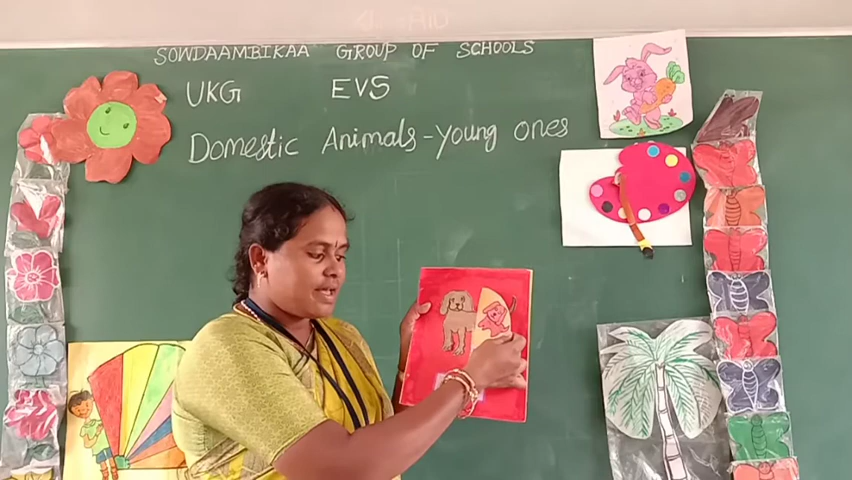 SOWDAAMBIKAA GROUP OF SCHOOLS
UKG EVS
Domestic Animals - young ones